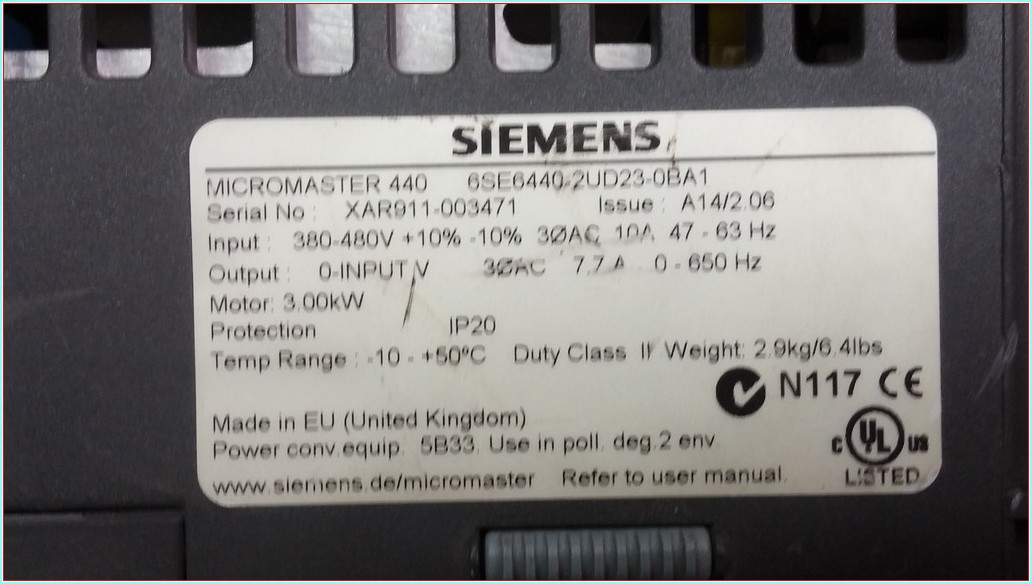 SIEMENS
MICROMASTER 440 6SE6440-2UD23-0BA1
Serial No : XAR911-003471 Issue : A14/2.06
Input : 380-480V +10% -10% 3ØAC 10A 47 - 63 Hz
Output : 0-INPUT V 3ØAC 7.7 A 0 - 650 Hz
Motor: 3.00kW
Protection IP20
Temp Range : -10 - +50ºC Duty Class II Weight: 2.9kg/6.4lbs
N117 CE
Made in EU (United Kingdom)
Power conv.equip. 5B33. Use in poll. deg.2 env.
c UL us
www.siemens.de/micromaster Refer to user manual.
LISTED